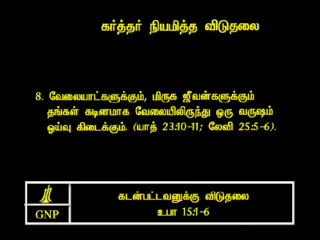 கர்த்தர் நியமித்த விடுதலை
8. வேலையாட்களுக்கும், மிருக ஜீவன்களுக்கும்
தங்கள் கடினமாக வேலையிலிருந்து ஒரு வருஷம்
ஓய்வு கிடைக்கும். (யாத் 23:10-11; லேவி 25:5-6).
கடன்பட்டவனுக்கு விடுதலை
GNP
உபா 15:1-6